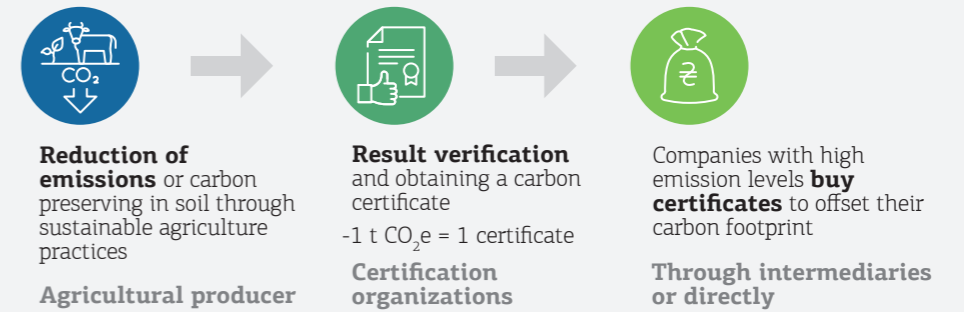 CO₂
Reduction of
emissions or carbon
preserving in soil through
sustainable agriculture
practices
Agricultural producer
Result verification
and obtaining a carbon
certificate
-1 t CO₂e = 1 certificate
Certification
organizations
₴
Companies with high
emission levels buy
certificates to offset their
carbon footprint
Through intermediaries
or directly